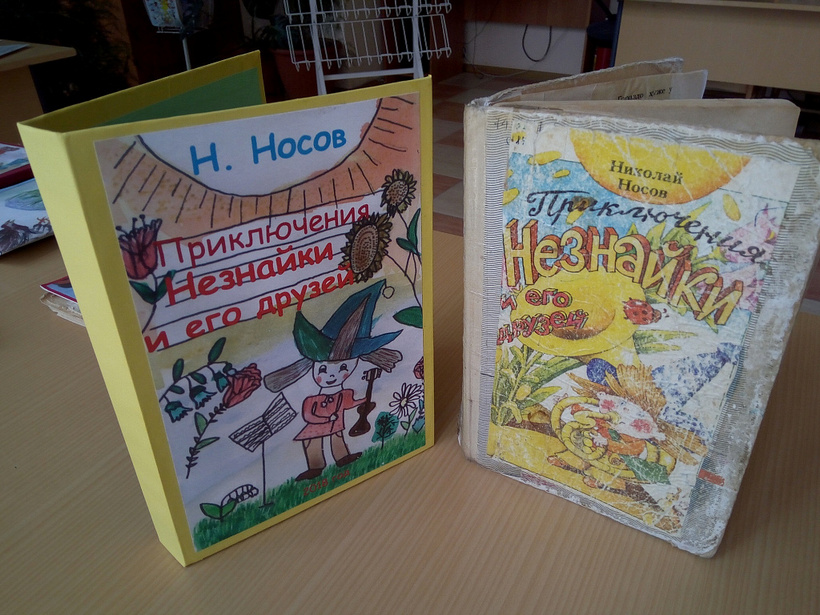 Н. Носов
Приключения
Незнайки
и его друзей
Николай
Носов
Приключения
Незнайки
и его
друзей